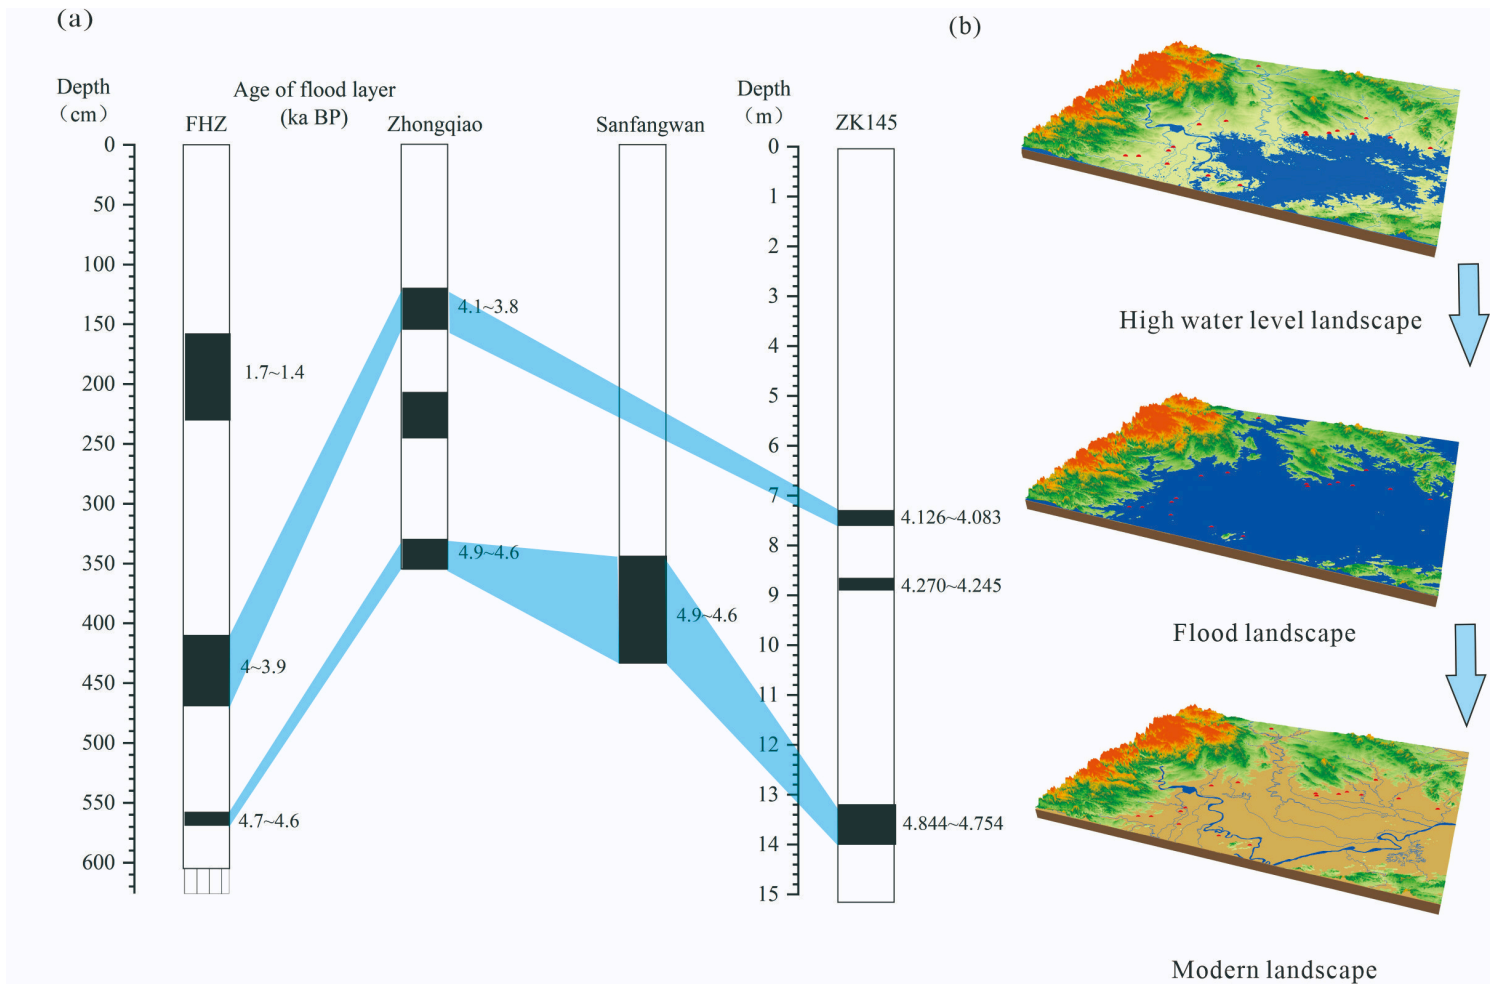 (a)
(b)
Depth
(cm)
Age of flood layer
(ka BP)
FHZ
Zhongqiao
Sanfangwan
Depth
(m)
ZK145
0
50
100
150
200
250
300
350
400
450
500
550
600
1.7~1.4
4~3.9
4.7~4.6
4.1~3.8
4.9~4.6
4.9~4.6
0
1
2
3
4
5
6
7
8
9
10
11
12
13
14
15
4.126~4.083
4.270~4.245
4.844~4.754
High water level landscape
Flood landscape
Modern landscape